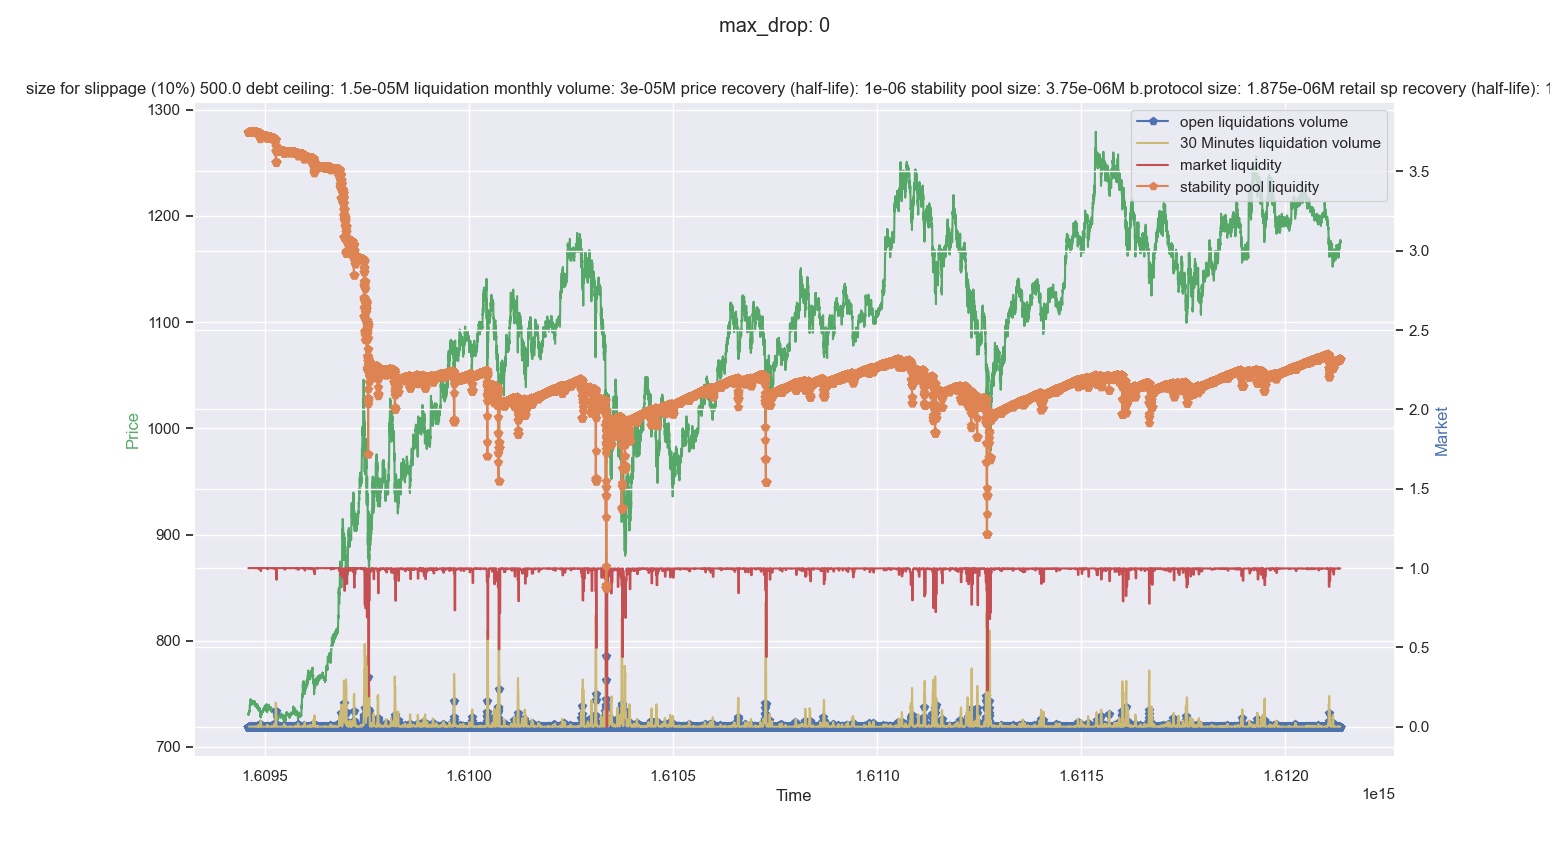 max_drop: 0
size for slippage (10%) 500.0 debt ceiling: 1.5e-05M liquidation monthly volume: 3e-05M price recovery (half-life): 1e-06 stability pool size: 3.75e-06M b.protocol size: 1.875e-06M retail sp recovery (half-life): 1
open liquidations volume
30 Minutes liquidation volume
market liquidity
stability pool liquidity
1300
1200
1100
1000
900
800
700
Price
3.5
3.0
2.5
2.0
1.5
1.0
0.5
0.0
Market
1.6095 1.6100 1.6105 1.6110 1.6115 1.6120
Time
1e15